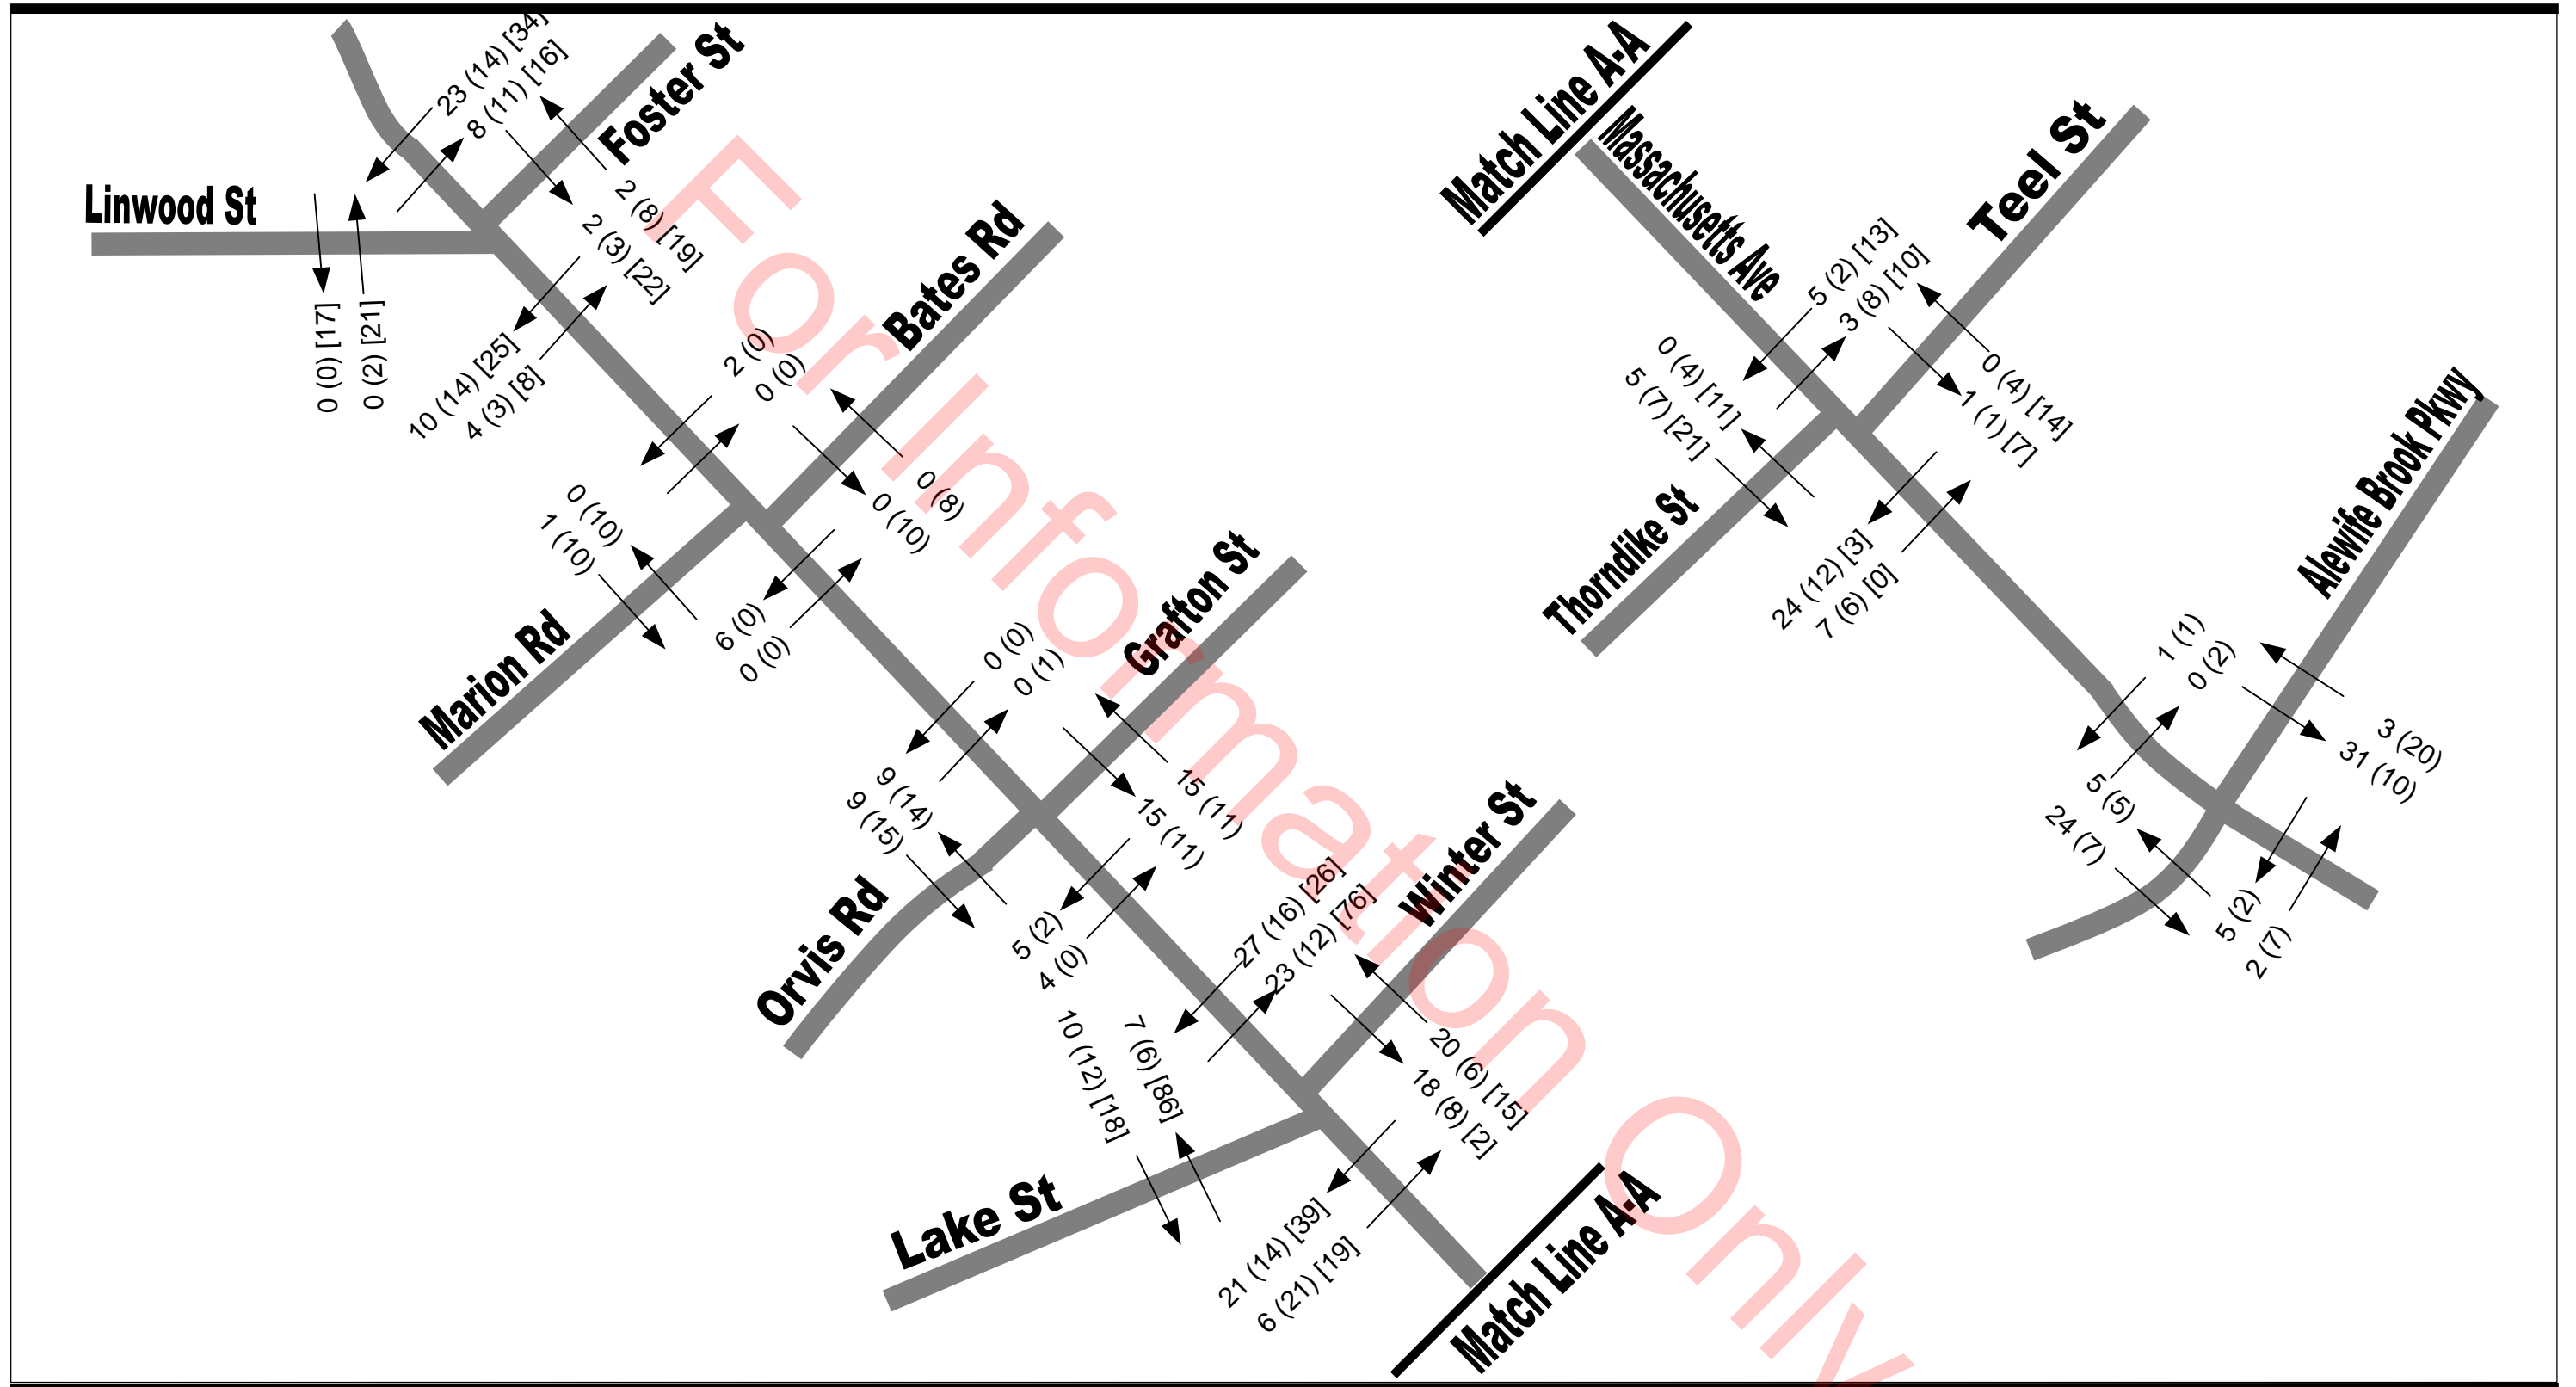 23 (14) [34]
8 (11) [16]
Foster St
Linwood St
2 (8) [19]
2 (3) [22]
0 (0) [17]
0 (2) [21]
10 (14) [25]
4 (3) [8]
Bates Rd
2 (0)
0 (0)
0 (8)
0 (10)
0 (10)
1 (10)
Marion Rd
6 (0)
0 (0)
Grafton St
0 (0)
0 (1)
15 (11)
15 (11)
9 (14)
9 (15)
Orvis Rd
5 (2)
4 (0)
Winter St
27 (16) [26]
23 (12) [76]
20 (6) [15]
18 (8) [2]
7 (6) [86]
10 (12) [18]
Lake St
21 (14) [39]
6 (21) [19]
Match Line A-A
Match Line A-A
Massachusetts Ave
Teel St
5 (2) [13]
3 (8) [10]
0 (4) [14]
1 (1) [7]
0 (4) [11]
5 (7) [21]
Thorndike St
24 (12) [3]
7 (6) [0]
Alewife Brook Pkwy
1 (1)
0 (2)
3 (20)
31 (10)
5 (5)
24 (7)
5 (2)
2 (7)
For Information Only